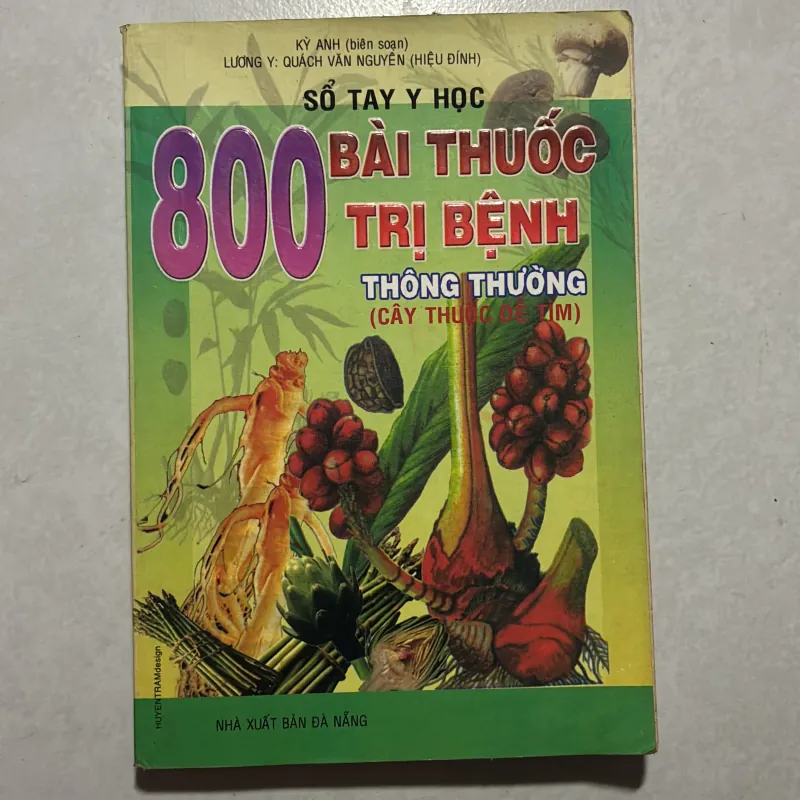 KỲ ANH (biên soạn)
LƯƠNG Y: QUÁCH VĂN NGUYÊN (HIỆU ĐÍNH)
SỔ TAY Y HỌC
800 BÀI THUỐC
TRỊ BỆNH
THÔNG THƯỜNG
(CÂY THUỐC DỄ TÌM)
HUYENTRAMdesign
NHÀ XUẤT BẢN ĐÀ NẴNG